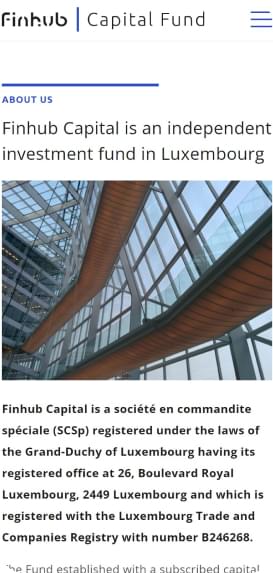 Finhub | Capital Fund
ABOUT US
Finhub Capital is an independent
investment fund in Luxembourg
Finhub Capital is a société en commandite
spéciale (SCSp) registered under the laws of
the Grand-Duchy of Luxembourg having its
registered office at 26, Boulevard Royal
Luxembourg, 2449 Luxembourg and which is
registered with the Luxembourg Trade and
Companies Registry with number B246268.
The Fund established with a subscribed capital